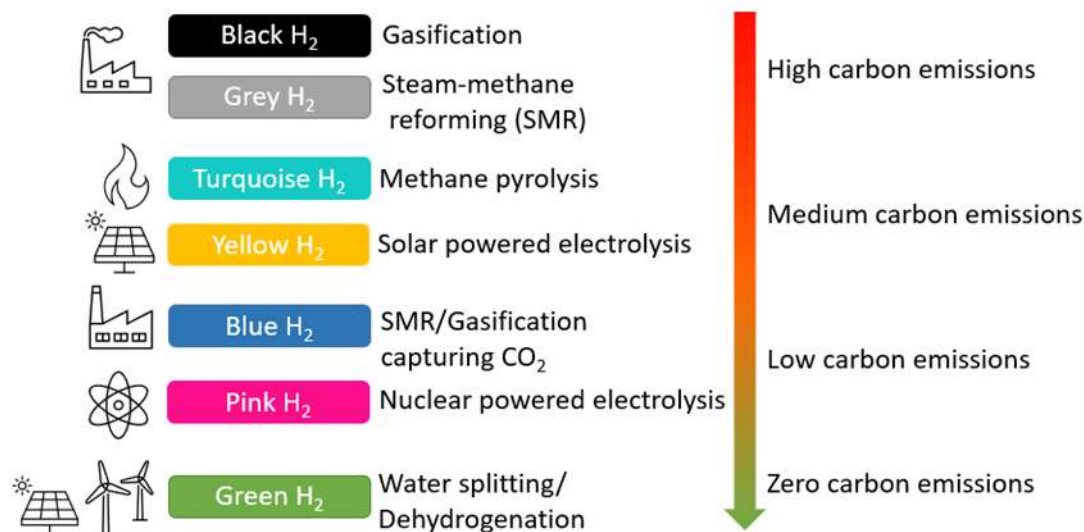 Black H₂
Gasification
Grey H₂
Steam-methane
reforming (SMR)
High carbon emissions
Turquoise H₂
Methane pyrolysis
Medium carbon emissions
Yellow H₂
Solar powered electrolysis
Blue H₂
SMR/Gasification
capturing CO₂
Low carbon emissions
Pink H₂
Nuclear powered electrolysis
Green H₂
Water splitting/
Dehydrogenation
Zero carbon emissions